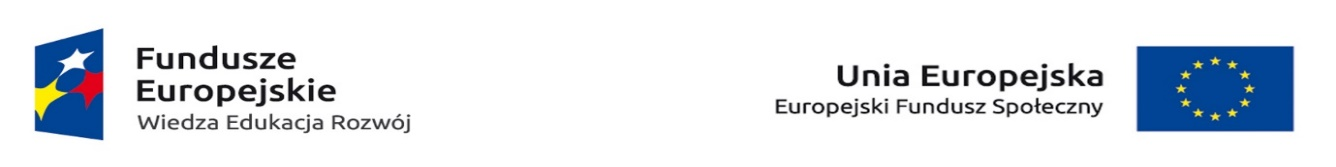 Fundusze
Europejskie
Wiedza Edukacja Rozwój
Unia Europejska
Europejski Fundusz Społeczny